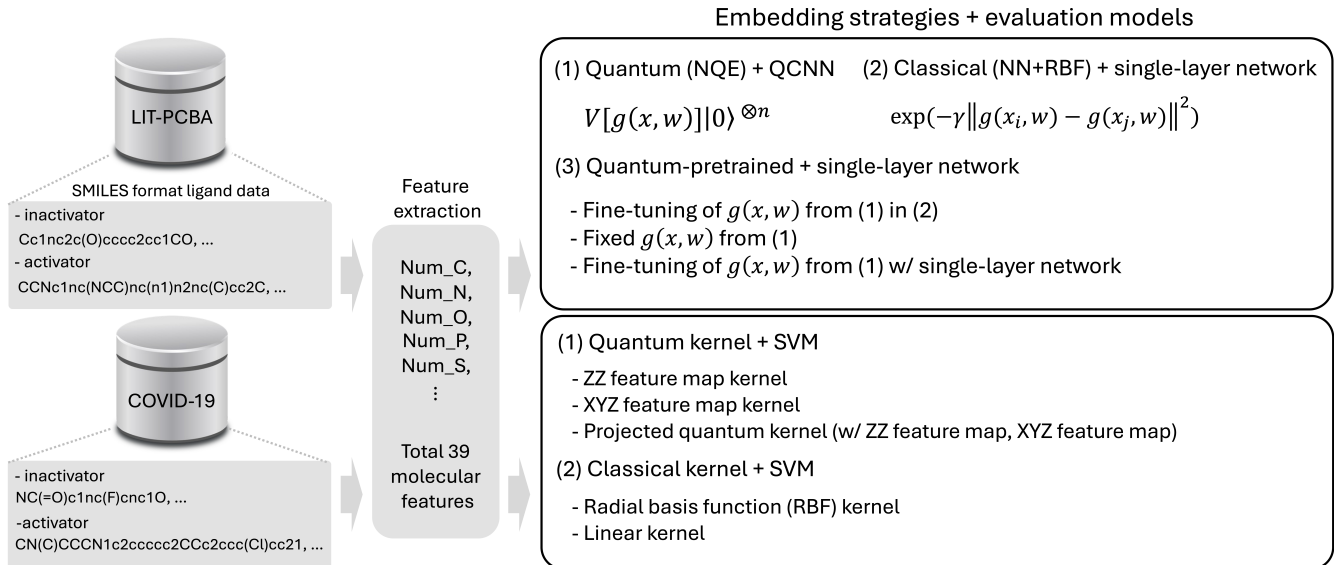 Embedding strategies + evaluation models
LIT-PCBA
SMILES format ligand data
- inactivator
Cc1nc2c(O)cccc2cc1CO, ...
- activator
CCNc1nc(NCC)nc(n1)n2nc(C)cc2C, ...
COVID-19
- inactivator
NC(=O)c1nc(F)cnc1O, ...
-activator
CN(C)CCCN1c2ccccc2CCc2ccc(Cl)cc21, ...
Feature
extraction
Num_C,
Num_N,
Num_O,
Num_P,
Num_S,
⋮
Total 39
molecular
features
(1) Quantum (NQE) + QCNN
V[g(x,w)]|0⟩^{⊗n}
(2) Classical (NN+RBF) + single-layer network
exp(−γ‖g(x_i,w) − g(x_j,w)‖²)
(3) Quantum-pretrained + single-layer network
- Fine-tuning of g(x,w) from (1) in (2)
- Fixed g(x,w) from (1)
- Fine-tuning of g(x,w) from (1) w/ single-layer network
(1) Quantum kernel + SVM
- ZZ feature map kernel
- XYZ feature map kernel
- Projected quantum kernel (w/ ZZ feature map, XYZ feature map)
(2) Classical kernel + SVM
- Radial basis function (RBF) kernel
- Linear kernel